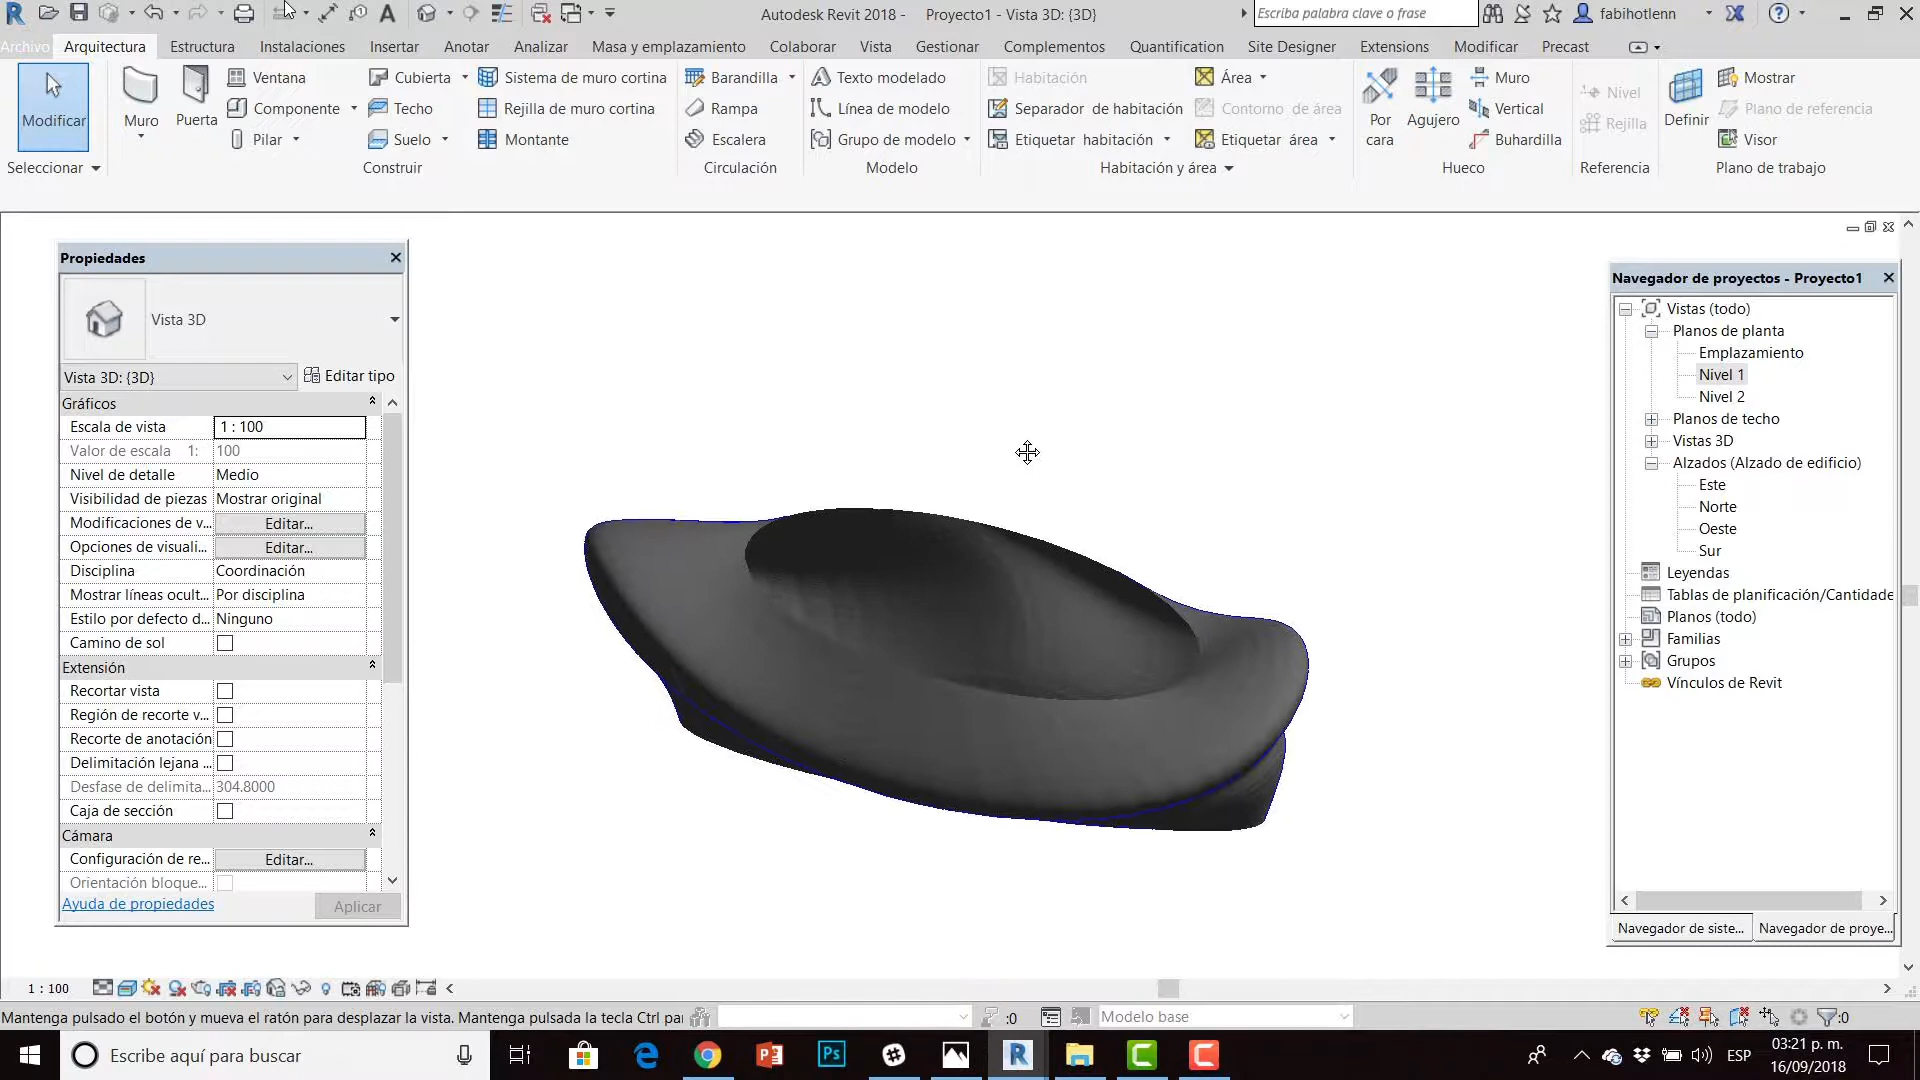 Autodesk Revit 2018 - Proyecto1 - Vista 3D: {3D}
Escriba palabra clave o frase
fabihotlenn
Archivo Arquitectura Estructura Instalaciones Insertar Anotar Analizar Masa y emplazamiento Colaborar Vista Gestionar Complementos Quantification Site Designer Extensions Modificar Precast
Modificar
Seleccionar
Muro
Puerta
Ventana
Componente
Pilar
Cubierta
Techo
Suelo
Sistema de muro cortina
Rejilla de muro cortina
Montante
Construir
Barandilla
Rampa
Escalera
Circulación
Texto modelado
Línea de modelo
Grupo de modelo
Modelo
Habitación
Separador de habitación
Etiquetar habitación
Área
Contorno de área
Etiquetar área
Habitación y área
Por cara
Agujero
Muro
Vertical
Buhardilla
Hueco
Nivel
Rejilla
Referencia
Definir
Mostrar
Plano de referencia
Visor
Plano de trabajo
Propiedades
Vista 3D
Vista 3D: {3D}
Editar tipo
Gráficos
Escala de vista 1 : 100
Valor de escala 1: 100
Nivel de detalle Medio
Visibilidad de piezas Mostrar original
Modificaciones de v... Editar...
Opciones de visuali... Editar...
Disciplina Coordinación
Mostrar líneas ocult... Por disciplina
Estilo por defecto d... Ninguno
Camino de sol
Extensión
Recortar vista
Región de recorte v...
Recorte de anotación
Delimitación lejana ...
Desfase de delimita... 304.8000
Caja de sección
Cámara
Configuración de re... Editar...
Orientación bloque...
Ayuda de propiedades
Aplicar
Navegador de proyectos - Proyecto1
Vistas (todo)
Planos de planta
Emplazamiento
Nivel 1
Nivel 2
Planos de techo
Vistas 3D
Alzados (Alzado de edificio)
Este
Norte
Oeste
Sur
Leyendas
Tablas de planificación/Cantidade
Planos (todo)
Familias
Grupos
Vínculos de Revit
Navegador de siste...
Navegador de proye...
1 : 100
Mantenga pulsado el botón y mueva el ratón para desplazar la vista. Mantenga pulsada la tecla Ctrl par
:0
Modelo base
:0
Escribe aquí para buscar
ESP
03:21 p. m.
16/09/2018